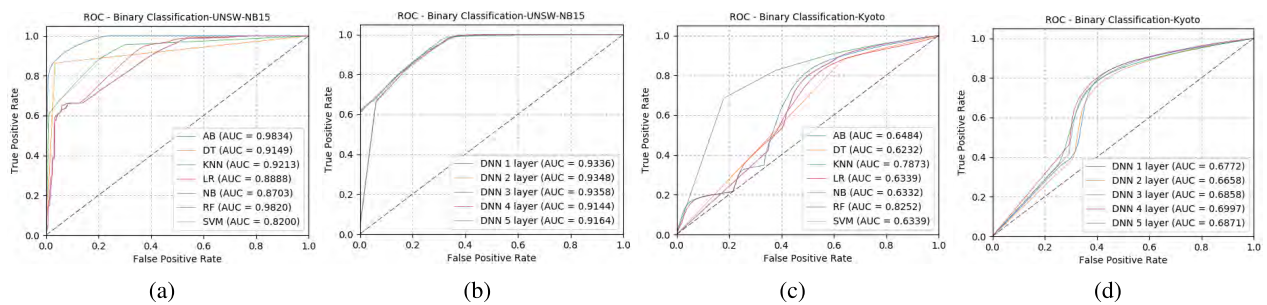 ROC - Binary Classification-UNSW-NB15
True Positive Rate
1.0
0.8
0.6
0.4
0.2
0.0
AB (AUC = 0.9834)
DT (AUC = 0.9149)
KNN (AUC = 0.9213)
LR (AUC = 0.8888)
NB (AUC = 0.8703)
RF (AUC = 0.9820)
SVM (AUC = 0.8200)
0.0 0.2 0.4 0.6 0.8 1.0
False Positive Rate
(a)
ROC - Binary Classification-UNSW-NB15
True Positive Rate
1.0
0.8
0.6
0.4
0.2
0.0
DNN 1 layer (AUC = 0.9336)
DNN 2 layer (AUC = 0.9348)
DNN 3 layer (AUC = 0.9358)
DNN 4 layer (AUC = 0.9144)
DNN 5 layer (AUC = 0.9164)
0.0 0.2 0.4 0.6 0.8 1.0
False Positive Rate
(b)
ROC - Binary Classification-Kyoto
True Positive Rate
1.0
0.8
0.6
0.4
0.2
0.0
AB (AUC = 0.6484)
DT (AUC = 0.6232)
KNN (AUC = 0.7873)
LR (AUC = 0.6339)
NB (AUC = 0.6332)
RF (AUC = 0.8252)
SVM (AUC = 0.6339)
0.0 0.2 0.4 0.6 0.8 1.0
False Positive Rate
(c)
ROC - Binary Classification-Kyoto
True Positive Rate
1.0
0.8
0.6
0.4
0.2
0.0
DNN 1 layer (AUC = 0.6772)
DNN 2 layer (AUC = 0.6658)
DNN 3 layer (AUC = 0.6858)
DNN 4 layer (AUC = 0.6997)
DNN 5 layer (AUC = 0.6871)
0.0 0.2 0.4 0.6 0.8 1.0
False Positive Rate
(d)